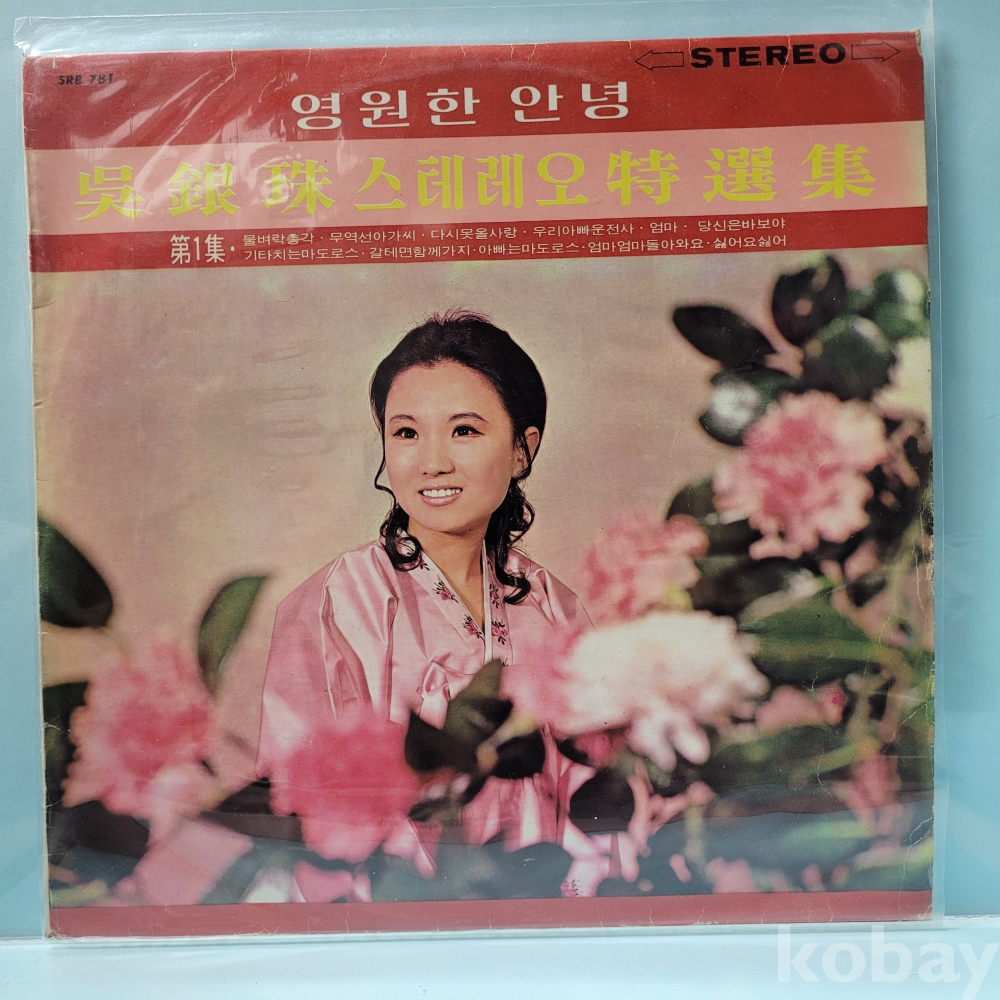 STEREO
SRB 781
영원한 안녕
吳銀珠 스테레오 特選集
第1集·
물벼락총각·무역선아가씨·다시못올사랑·우리아빠운전사·엄마·당신은바보야
기타치는마도로스·갈테면함께가지·아빠는마도로스·엄마엄마돌아와요·싫어요싫어
kobay